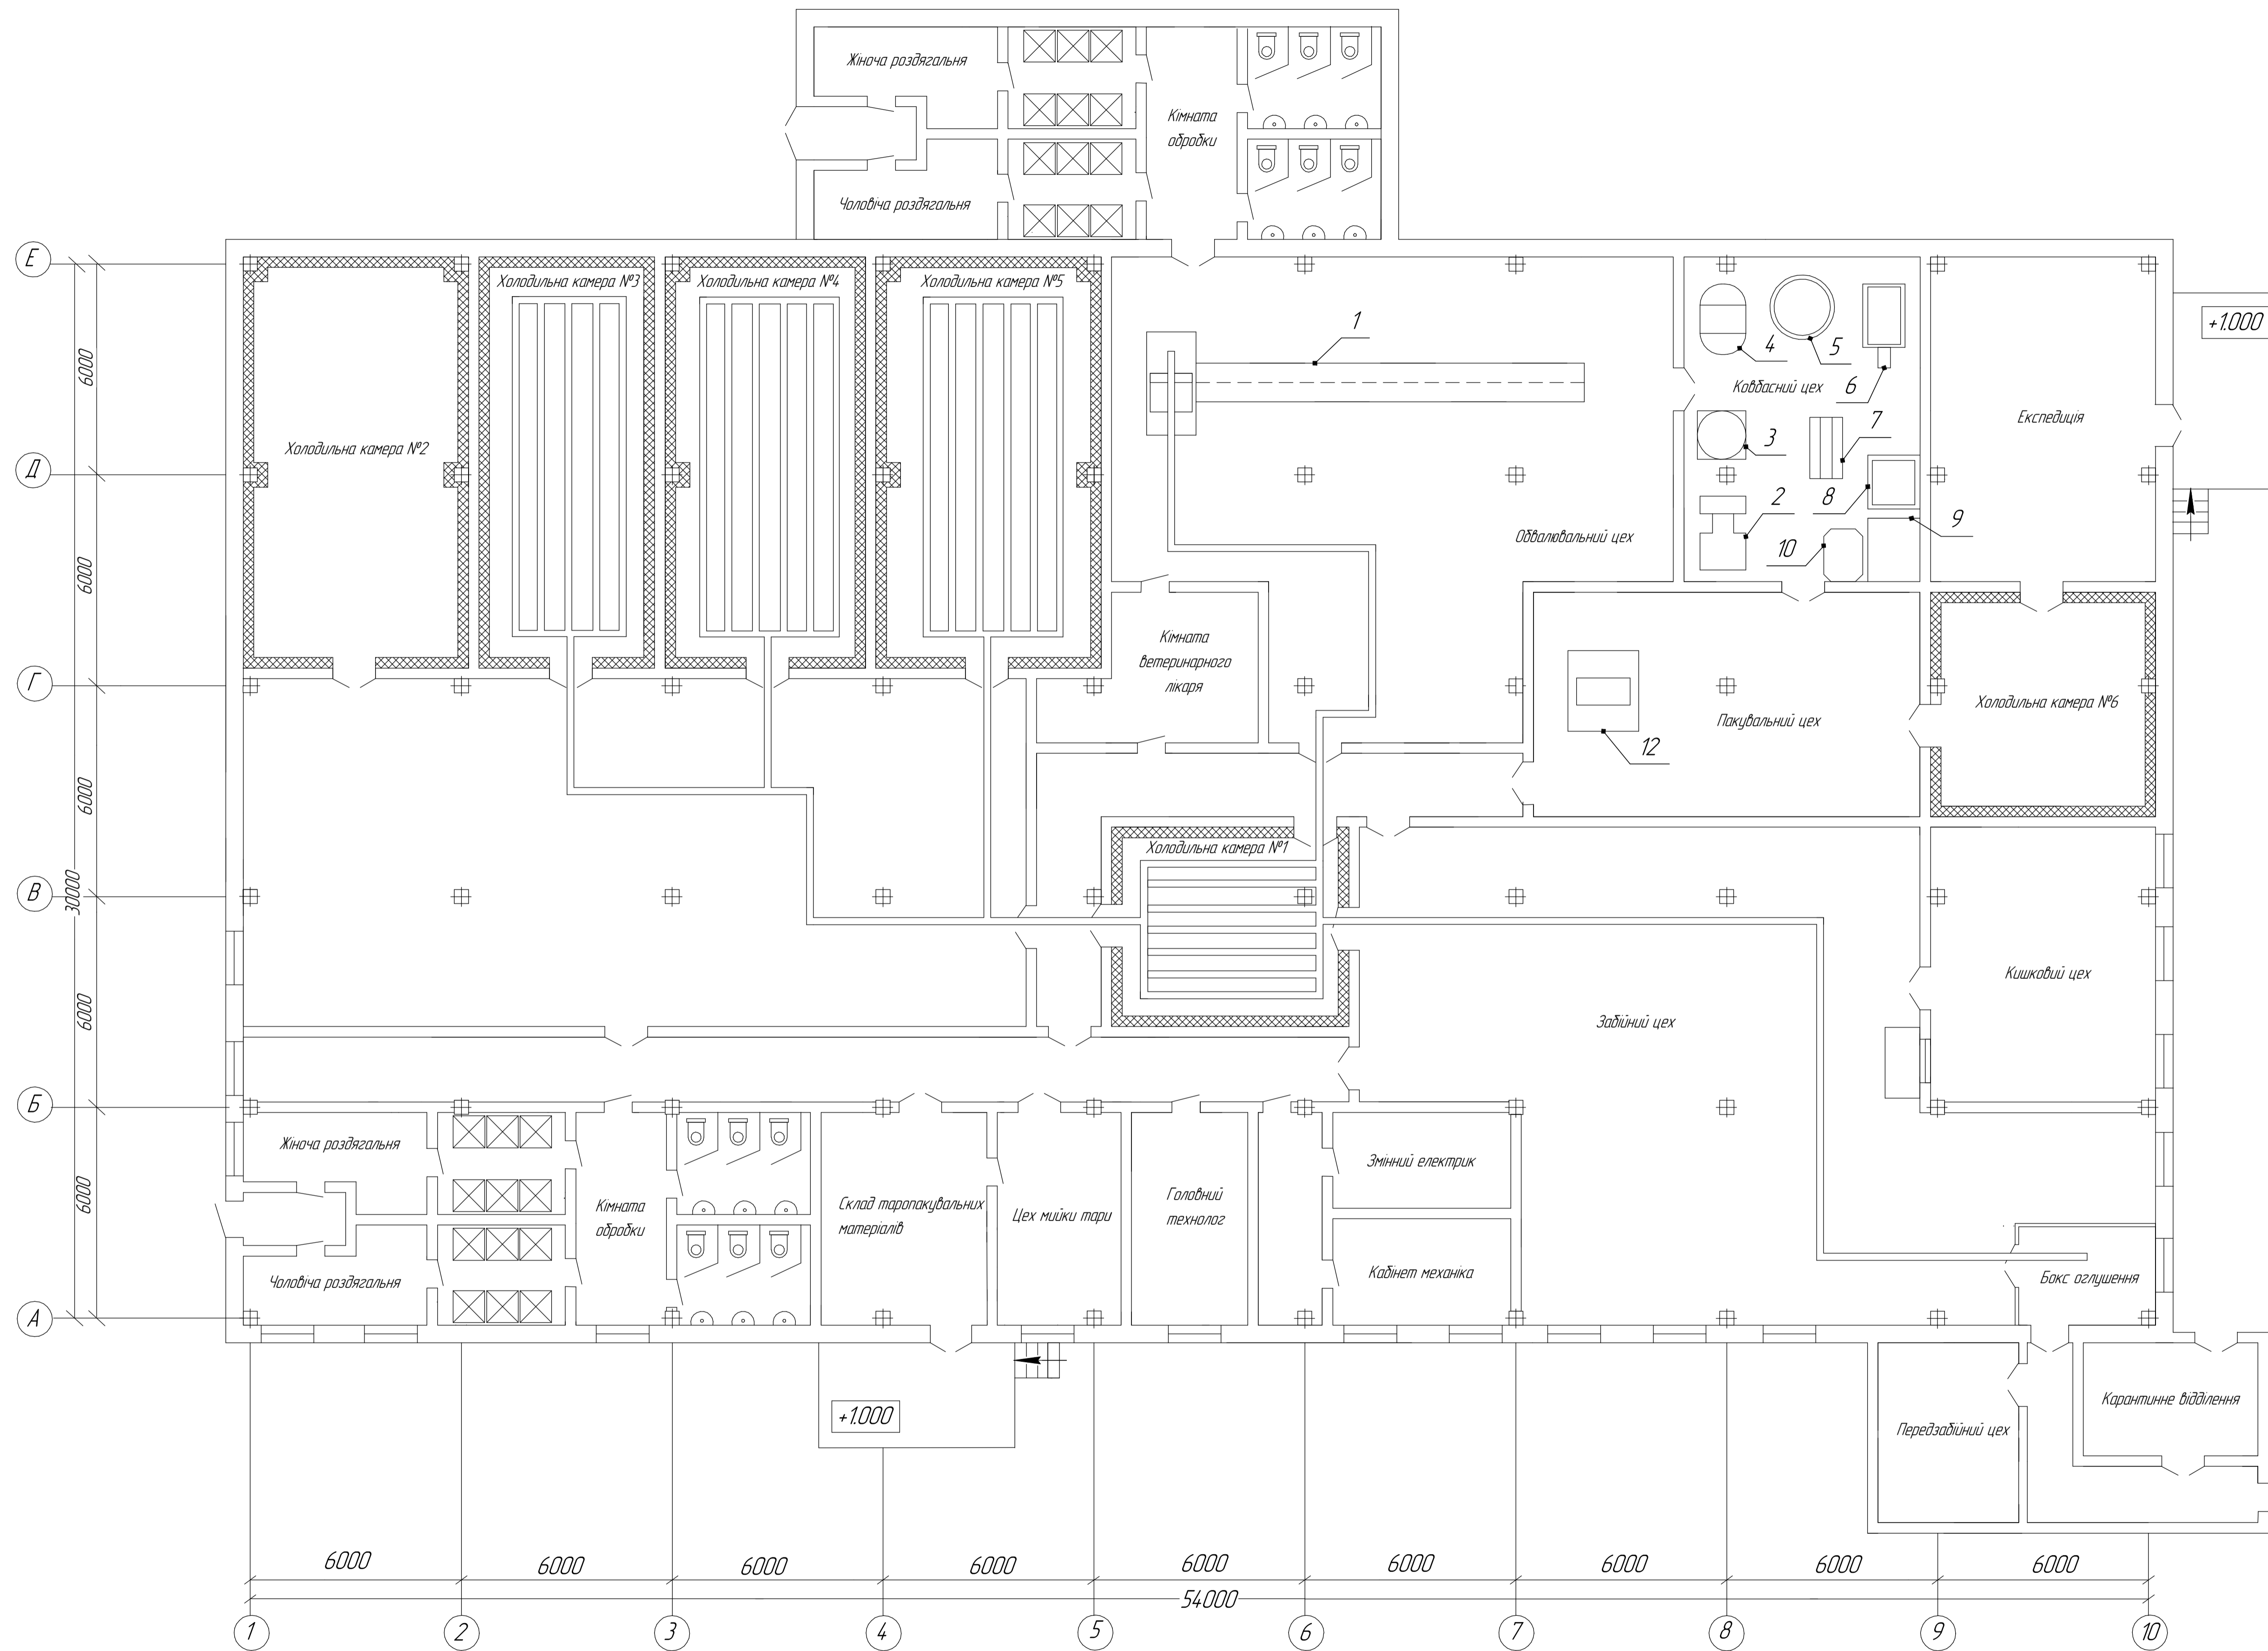 Жіноча роздягальня
Кімната
обробки
Чоловіча роздягальня
Е
Холодильна камера №3
Холодильна камера №4
Холодильна камера №5
+1.000
1
4
5
6
Ковбасний цех
6000
Експедиція
7
3
Холодильна камера №2
Д
2
8
9
Обвалювальний цех
10
6000
Кімната
ветеринарного
лікаря
Г
Холодильна камера №6
Пакувальний цех
12
6000
Холодильна камера №1
В
30000
Кишковий цех
6000
Забійний цех
Б
Жіноча роздягальня
Змінний електрик
6000
Кімната
обробки
Склад таропакувальних
матеріалів
Цех мийки тари
Головний
технолог
Чоловіча роздягальня
Кабінет механіка
Бокс оглушення
А
Карантинне відділення
+1.000
Передзабійний цех
6000
6000
6000
6000
6000
6000
6000
6000
6000
54000
1
2
3
4
5
6
7
8
9
10